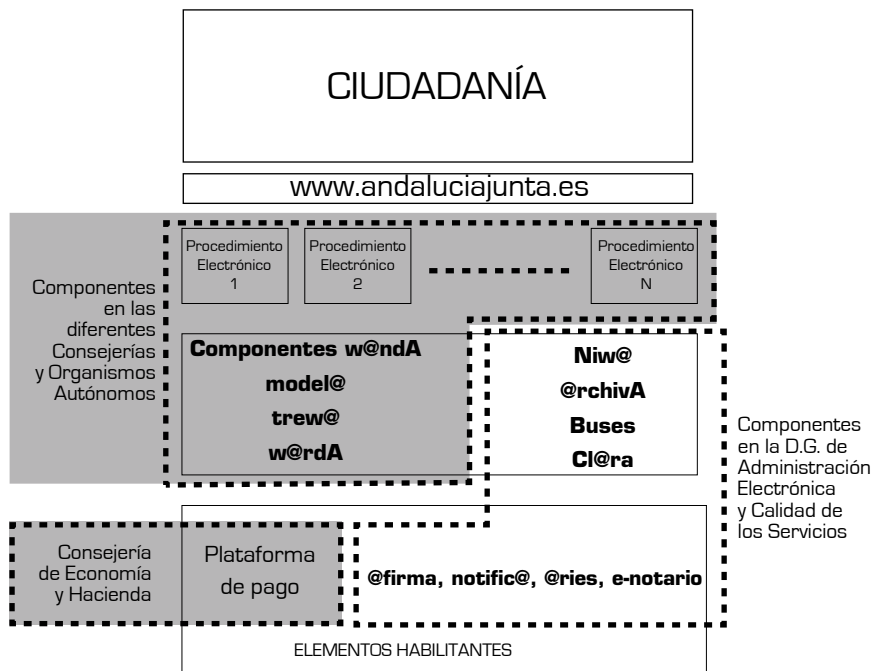 CIUDADANÍA
www.andaluciajunta.es
Procedimiento
Electrónico
1
Procedimiento
Electrónico
2
Procedimiento
Electrónico
N
Componentes
en las
diferentes
Consejerías
y Organismos
Autónomos
Componentes w@ndA
model@
trew@
w@rdA
Niw@
@rchivA
Buses
Cl@ra
Componentes
en la D.G. de
Administración
Electrónica
y Calidad de
los Servicios
Consejería
de Economía
y Hacienda
Plataforma
de pago
@firma, notific@, @ries, e-notario
ELEMENTOS HABILITANTES